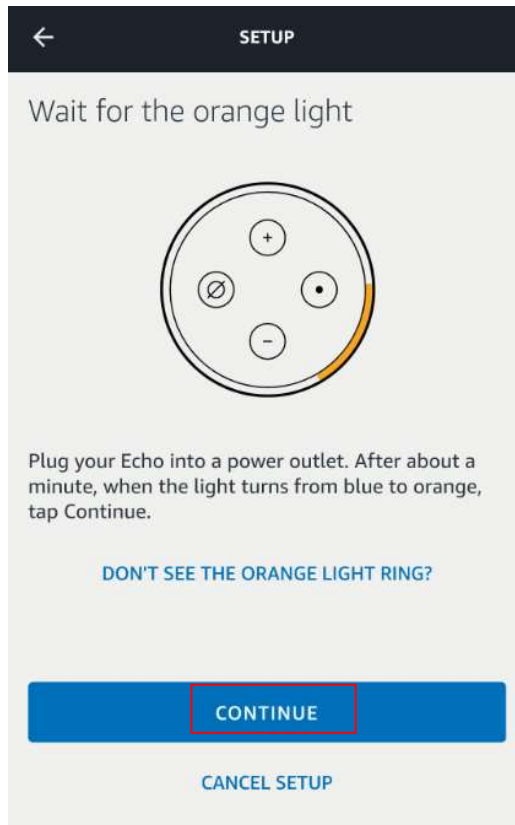 SETUP
Wait for the orange light
Plug your Echo into a power outlet. After about a
minute, when the light turns from blue to orange,
tap Continue.
DON'T SEE THE ORANGE LIGHT RING?
CONTINUE
CANCEL SETUP